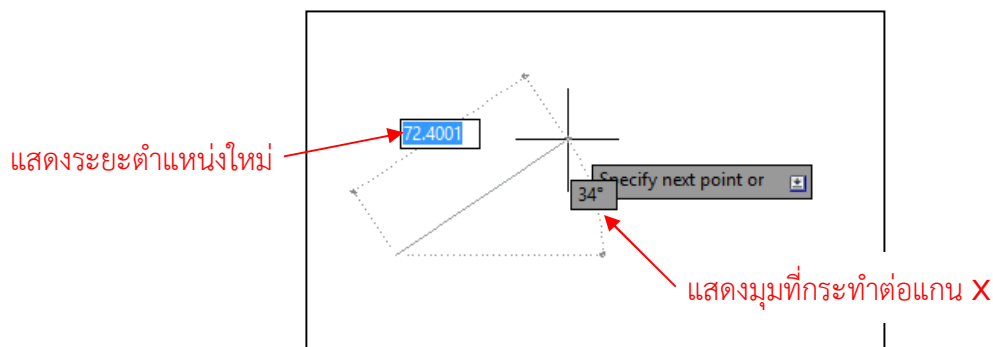 72.4001
แสดงระยะตำแหน่งใหม่
Specify next point or
34°
แสดงมุมที่กระทำต่อแกน X